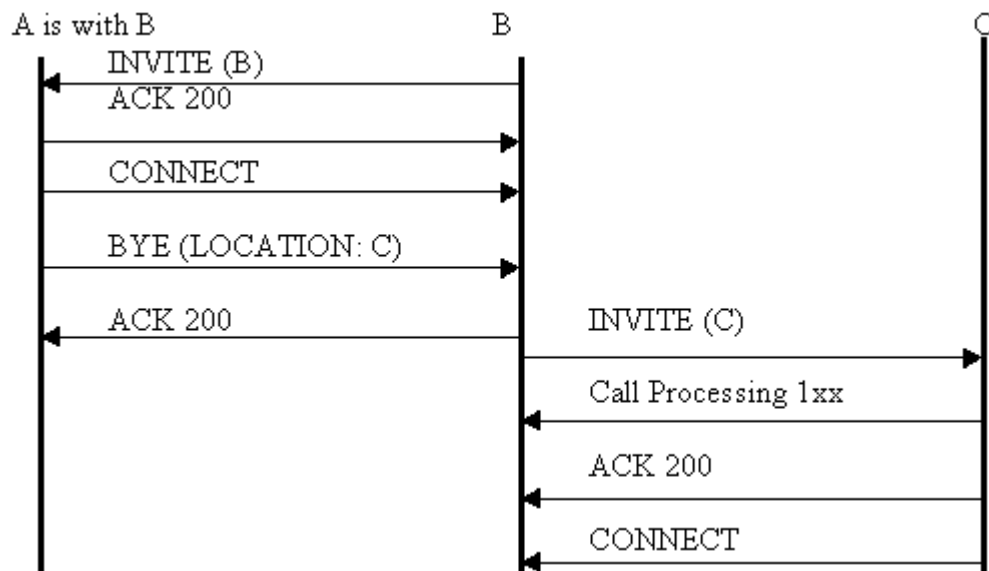 A is with B
B
C
INVITE (B)
ACK 200
CONNECT
BYE (LOCATION: C)
ACK 200
INVITE (C)
Call Processing 1xx
ACK 200
CONNECT